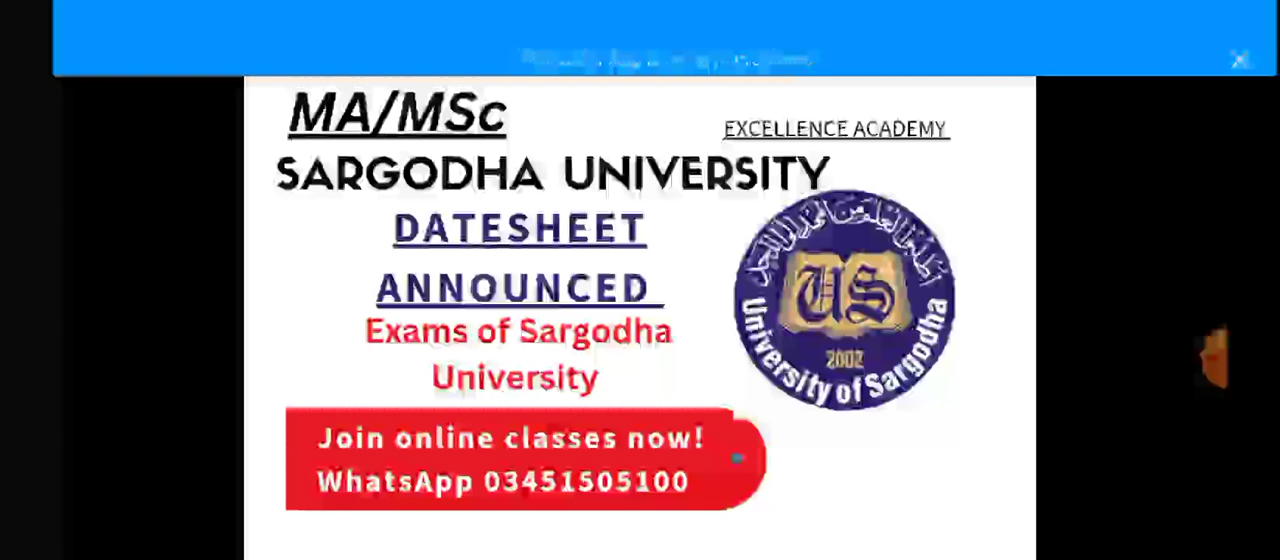 MA/MSc
EXCELLENCE ACADEMY
SARGODHA UNIVERSITY
DATESHEET
ANNOUNCED
Exams of Sargodha
University
US
2002
University of Sargodha
Join online classes now!
WhatsApp 03451505100